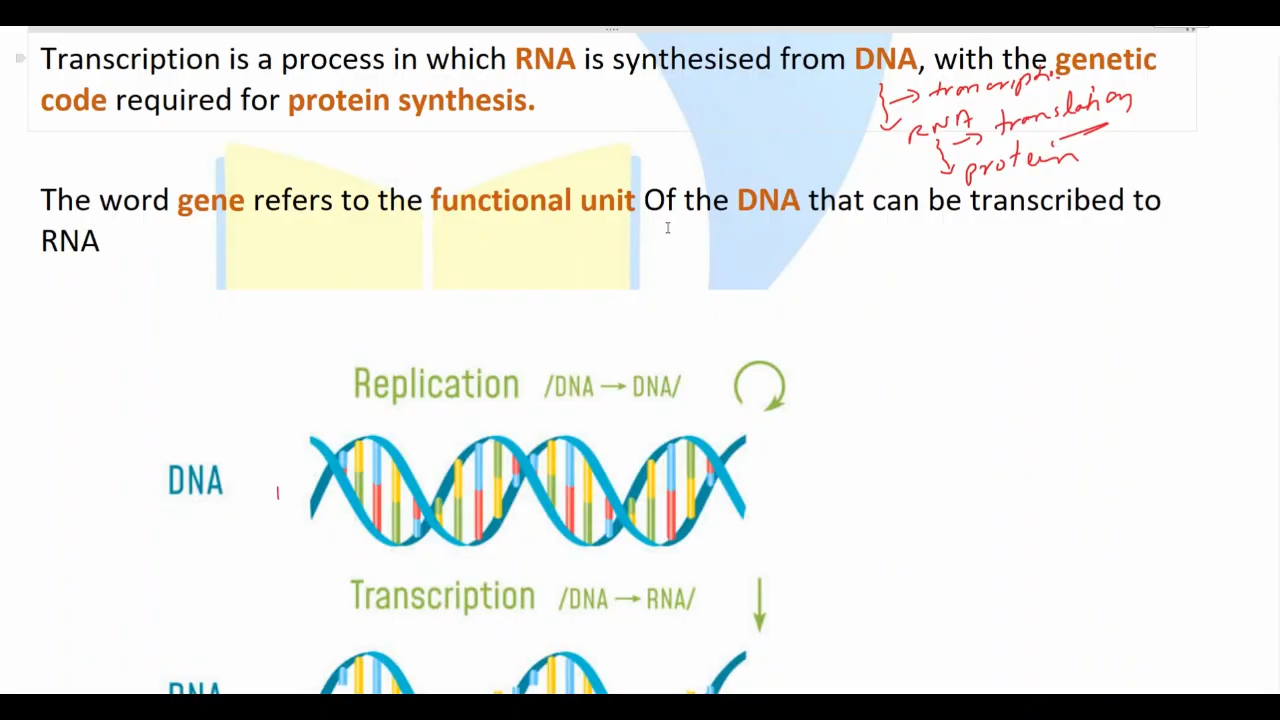 Transcription is a process in which RNA is synthesised from DNA, with the genetic
code required for protein synthesis.
transcripti.
RNA translation
protein
The word gene refers to the functional unit Of the DNA that can be transcribed to
RNA
Replication /DNA → DNA/
DNA
Transcription /DNA → RNA/
DNA